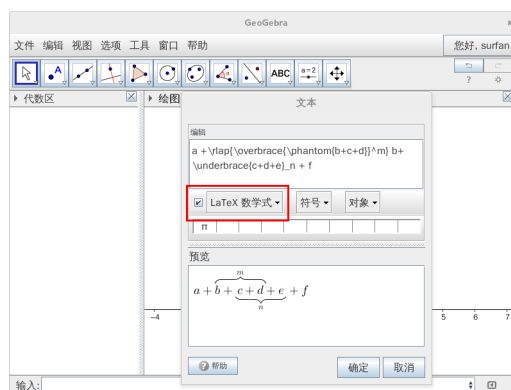 GeoGebra
文件 编辑 视图 选项 工具 窗口 帮助
您好, surfan
ABC a=2
?
代数区
绘图
文本
编辑
a +\rlap{\overbrace{\phantom{b+c+d}}^m} b+
\underbrace{c+d+e}_n + f
LaTeX 数学式 符号 对象
π
预览
m
a + b + c + d + e + f
n
-4 5 6 7
帮助 确定 取消
输入: